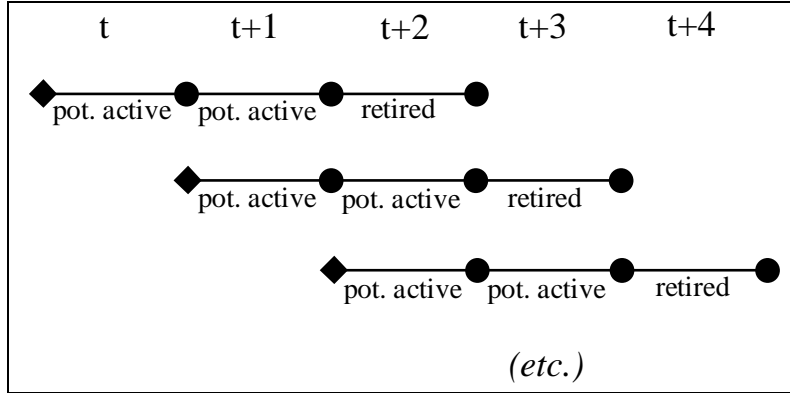 t t+1 t+2 t+3 t+4
pot. active pot. active retired
pot. active pot. active retired
pot. active pot. active retired
(etc.)